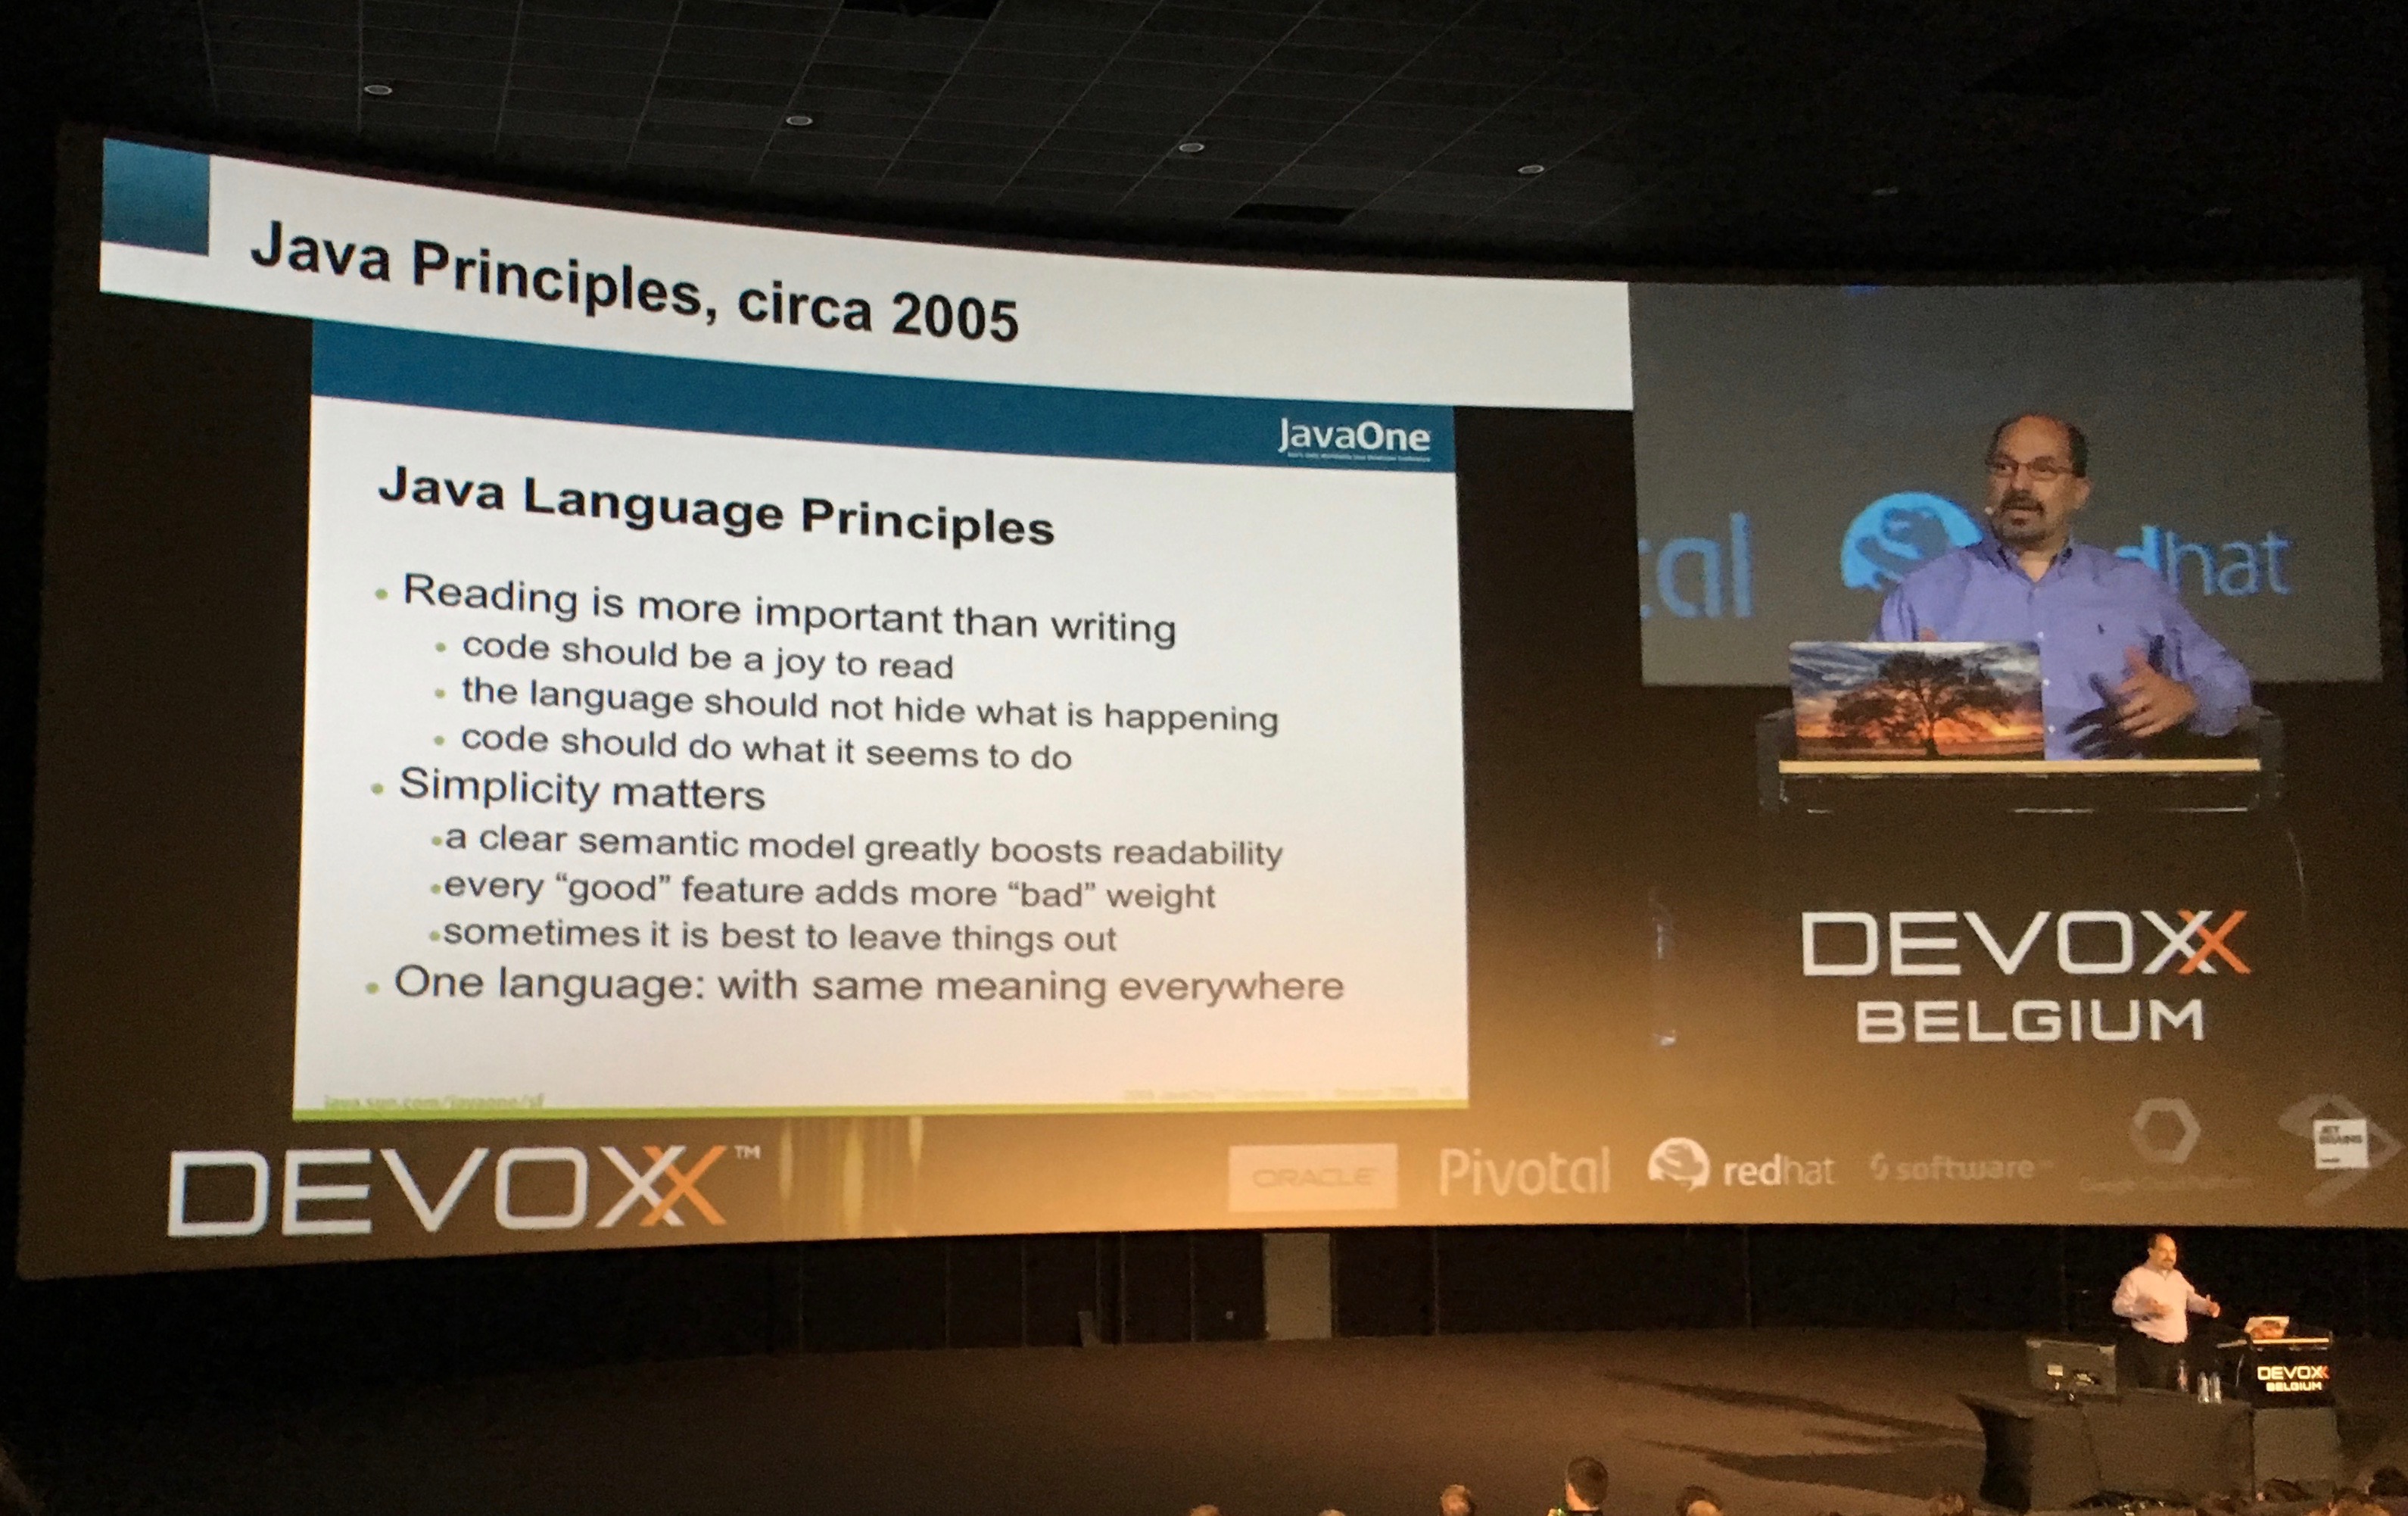 Java Principles, circa 2005
JavaOne
Java Language Principles
• Reading is more important than writing
• code should be a joy to read
• the language should not hide what is happening
• code should do what it seems to do
• Simplicity matters
•a clear semantic model greatly boosts readability
•every “good” feature adds more “bad” weight
•sometimes it is best to leave things out
• One language: with same meaning everywhere
java.sun.com/javaone/sf
tal redhat
DEVOXX
BELGIUM
DEVOXX™
ORACLE Pivotal redhat software JET BRAINS
DEVOXX
BELGIUM